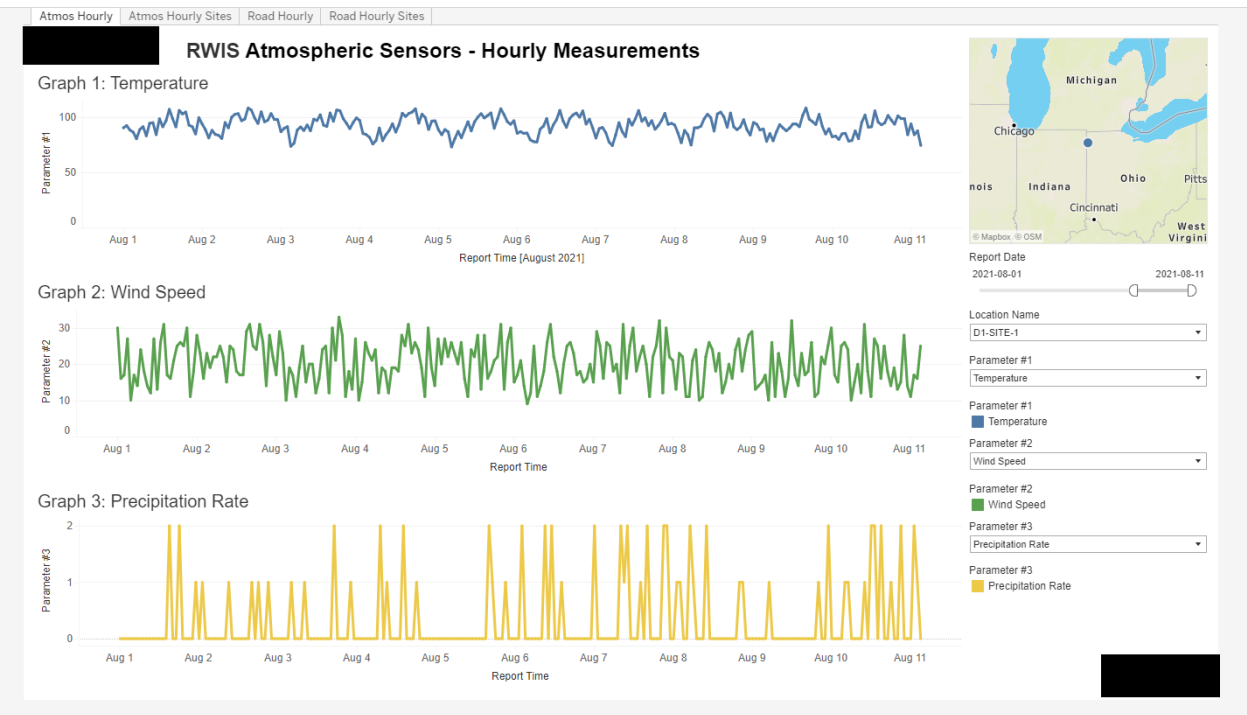 Atmos Hourly Atmos Hourly Sites Road Hourly Road Hourly Sites
RWIS Atmospheric Sensors - Hourly Measurements
Graph 1: Temperature
Parameter #1
100
50
0
Aug 1 Aug 2 Aug 3 Aug 4 Aug 5 Aug 6 Aug 7 Aug 8 Aug 9 Aug 10 Aug 11
Report Time [August 2021]
Graph 2: Wind Speed
Parameter #2
30
20
10
0
Aug 1 Aug 2 Aug 3 Aug 4 Aug 5 Aug 6 Aug 7 Aug 8 Aug 9 Aug 10 Aug 11
Report Time
Graph 3: Precipitation Rate
Parameter #3
2
1
0
Aug 1 Aug 2 Aug 3 Aug 4 Aug 5 Aug 6 Aug 7 Aug 8 Aug 9 Aug 10 Aug 11
Report Time
Michigan
Chicago
nois Indiana Ohio Pitts
Cincinnati
West
Virgini
© Mapbox © OSM
Report Date
2021-08-01 2021-08-11
Location Name
D1-SITE-1
Parameter #1
Temperature
Parameter #1
Temperature
Parameter #2
Wind Speed
Parameter #2
Wind Speed
Parameter #3
Precipitation Rate
Parameter #3
Precipitation Rate